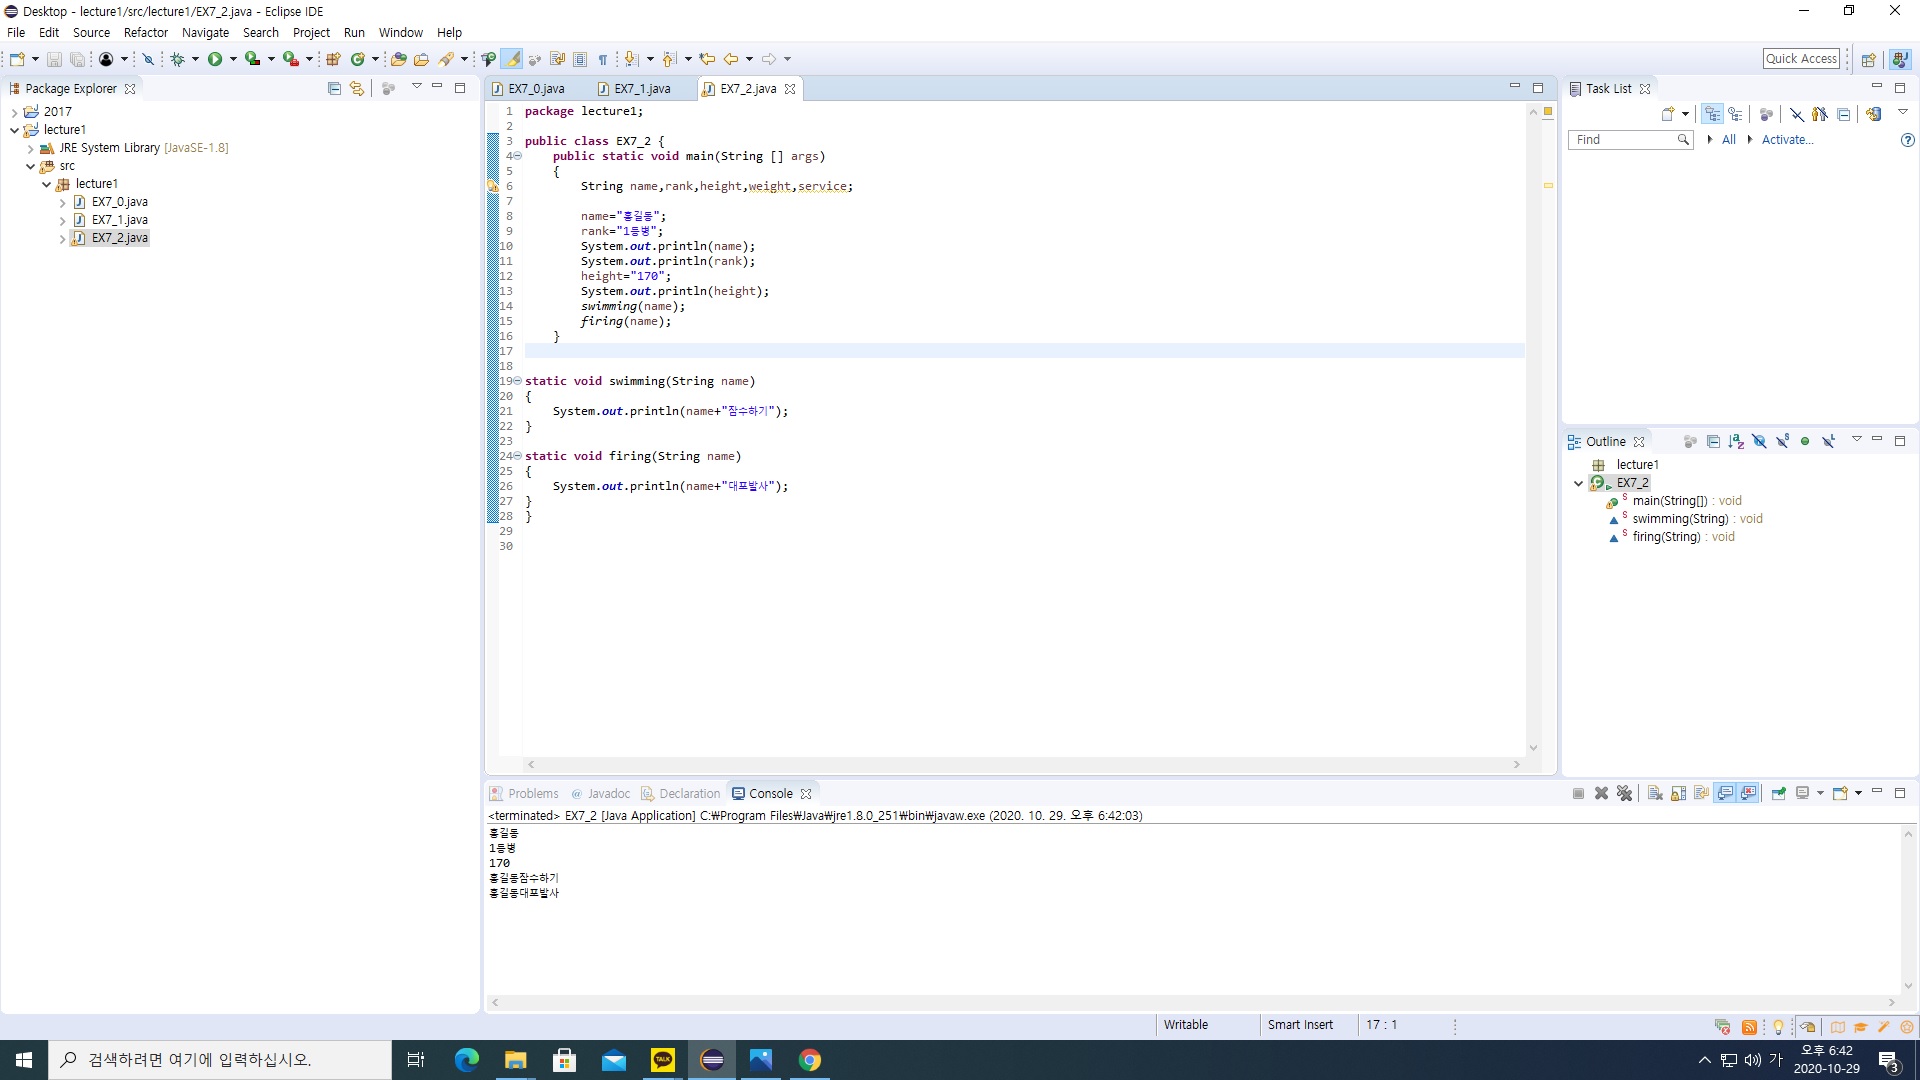 Desktop - lecture1/src/lecture1/EX7_2.java - Eclipse IDE
File Edit Source Refactor Navigate Search Project Run Window Help
Quick Access
Package Explorer
2017
lecture1
JRE System Library [JavaSE-1.8]
src
lecture1
EX7_0.java
EX7_1.java
EX7_2.java
EX7_0.java EX7_1.java EX7_2.java
1 package lecture1;
2
3 public class EX7_2 {
4 public static void main(String [] args)
5 {
6 String name,rank,height,weight,service;
7
8 name="홍길동";
9 rank="1등병";
10 System.out.println(name);
11 System.out.println(rank);
12 height="170";
13 System.out.println(height);
14 swimming(name);
15 firing(name);
16 }
17
18
19 static void swimming(String name)
20 {
21 System.out.println(name+"잠수하기");
22 }
23
24 static void firing(String name)
25 {
26 System.out.println(name+"대포발사");
27 }
28 }
29
30
Task List
Find
All Activate...
Outline
lecture1
EX7_2
main(String[]) : void
swimming(String) : void
firing(String) : void
Problems @ Javadoc Declaration Console
<terminated> EX7_2 [Java Application] C:₩Program Files₩Java₩jre1.8.0_251₩bin₩javaw.exe (2020. 10. 29. 오후 6:42:03)
홍길동
1등병
170
홍길동잠수하기
홍길동대포발사
Writable Smart Insert 17 : 1
검색하려면 여기에 입력하십시오.
TALK
가
오후 6:42
2020-10-29
3